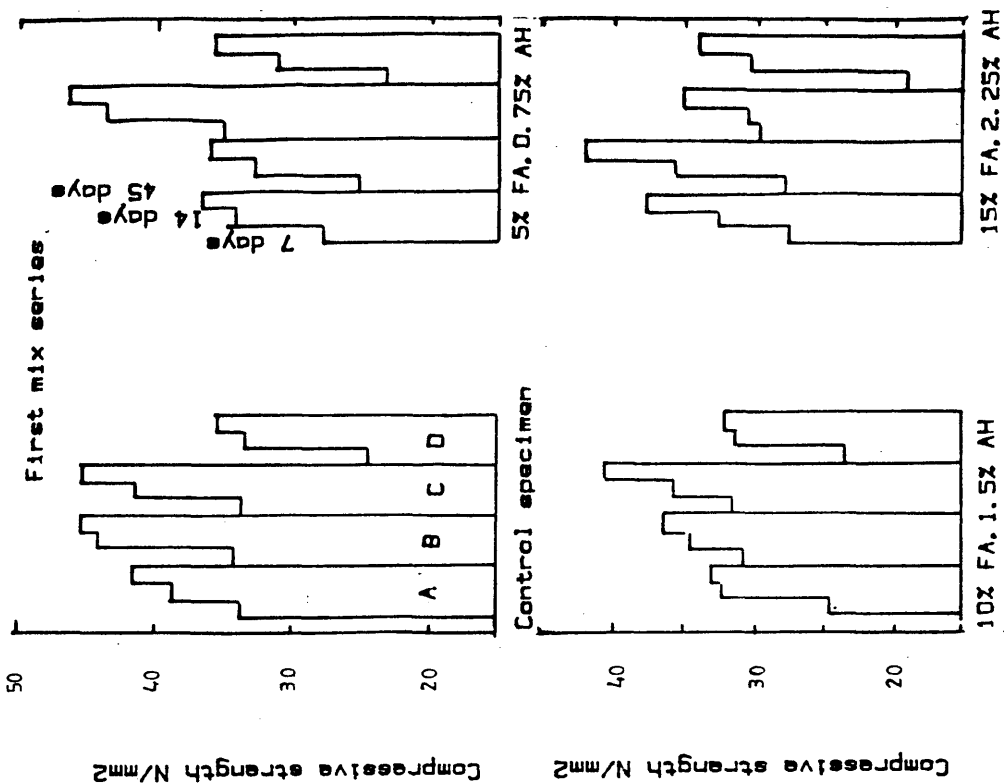 First mix series
Compressive strength N/mm2
50
40
30
20
A
B
C
D
Control specimen
7 days
14 days
45 days
5% FA. 0.75% AH
Compressive strength N/mm2
40
30
20
10% FA. 1.5% AH
15% FA. 2.25% AH